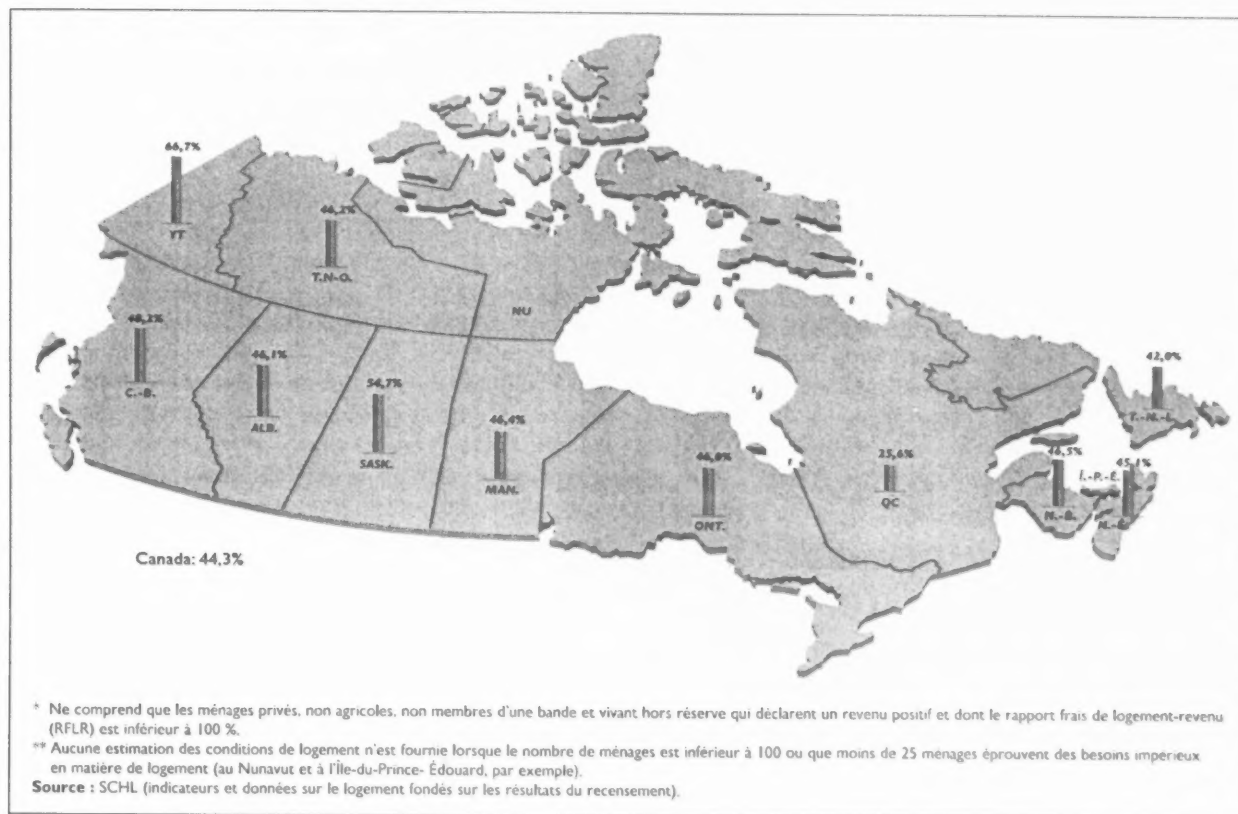 66,7%
YT
46,2%
T.N-O.
NU
48,2%
C.-B.
46,1%
ALB.
54,7%
SASK.
46,4%
MAN.
46,8%
ONT.
25,6%
QC
42,0%
T.-N.-L.
46,5%
N.-B.
Î.-P.-É.
45,1%
N.-É.
Canada: 44,3%
* Ne comprend que les ménages privés, non agricoles, non membres d'une bande et vivant hors réserve qui déclarent un revenu positif et dont le rapport frais de logement-revenu
(RFLR) est inférieur à 100 %.
** Aucune estimation des conditions de logement n'est fournie lorsque le nombre de ménages est inférieur à 100 ou que moins de 25 ménages éprouvent des besoins impérieux
en matière de logement (au Nunavut et à l'Île-du-Prince- Édouard, par exemple).
Source : SCHL (indicateurs et données sur le logement fondés sur les résultats du recensement).